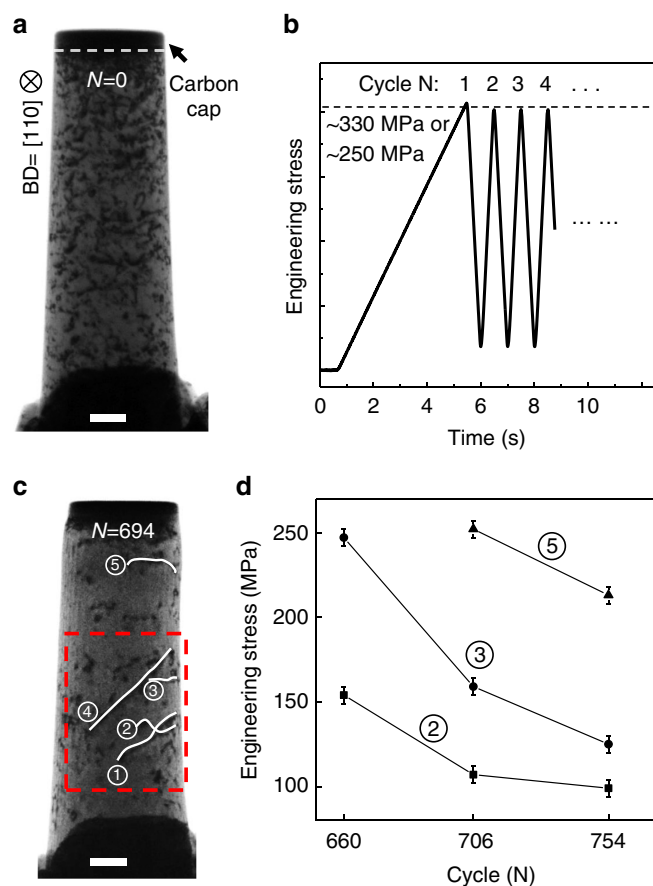 a
N=0
Carbon
cap
BD= [110] ⊗
b
Cycle N: 1 2 3 4 . . .
~330 MPa or
~250 MPa
... ...
Engineering stress
0 2 4 6 8 10
Time (s)
c
N=694
⑤
③
④
②
①
d
Engineering stress (MPa)
250
200
150
100
⑤
③
②
660 706 754
Cycle (N)